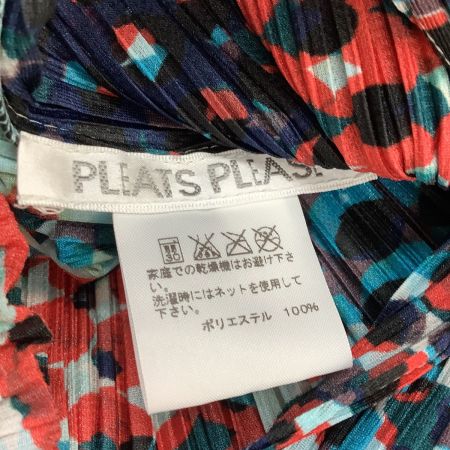 PLEATS PLEAS
30
家庭での乾燥機はお避け下さ
い。
洗濯時にはネットを使用して
下さい。
ポリエステル 100%